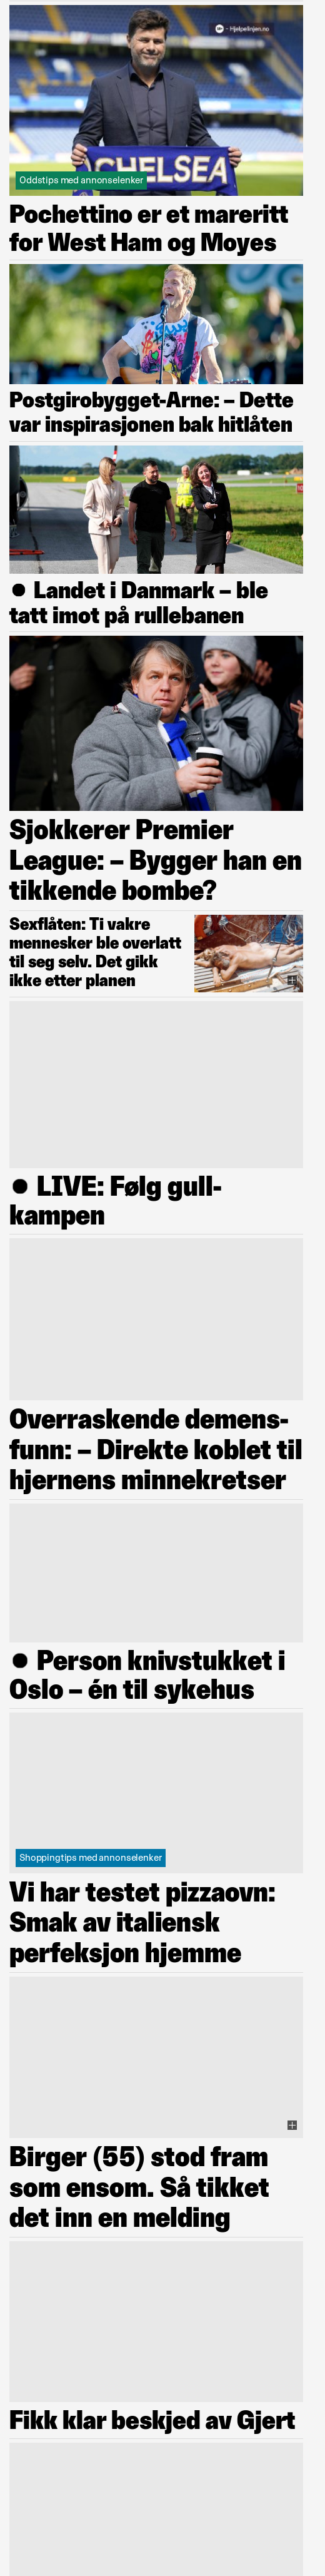 Hjelpelinjen.no
CHELSEA
Oddstips med annonselenker
Pochettino er et mareritt
for West Ham og Moyes
Postgirobygget-Arne: – Dette
var inspirasjonen bak hitlåten
Landet i Danmark – ble
tatt imot på rullebanen
Sjokkerer Premier
League: – Bygger han en
tikkende bombe?
Sexflåten: Ti vakre
mennesker ble overlatt
til seg selv. Det gikk
ikke etter planen
LIVE: Følg gull-
kampen
Overraskende demens-
funn: – Direkte koblet til
hjernens minnekretser
Person knivstukket i
Oslo – én til sykehus
Shoppingtips med annonselenker
Vi har testet pizzaovn:
Smak av italiensk
perfeksjon hjemme
Birger (55) stod fram
som ensom. Så tikket
det inn en melding
Fikk klar beskjed av Gjert